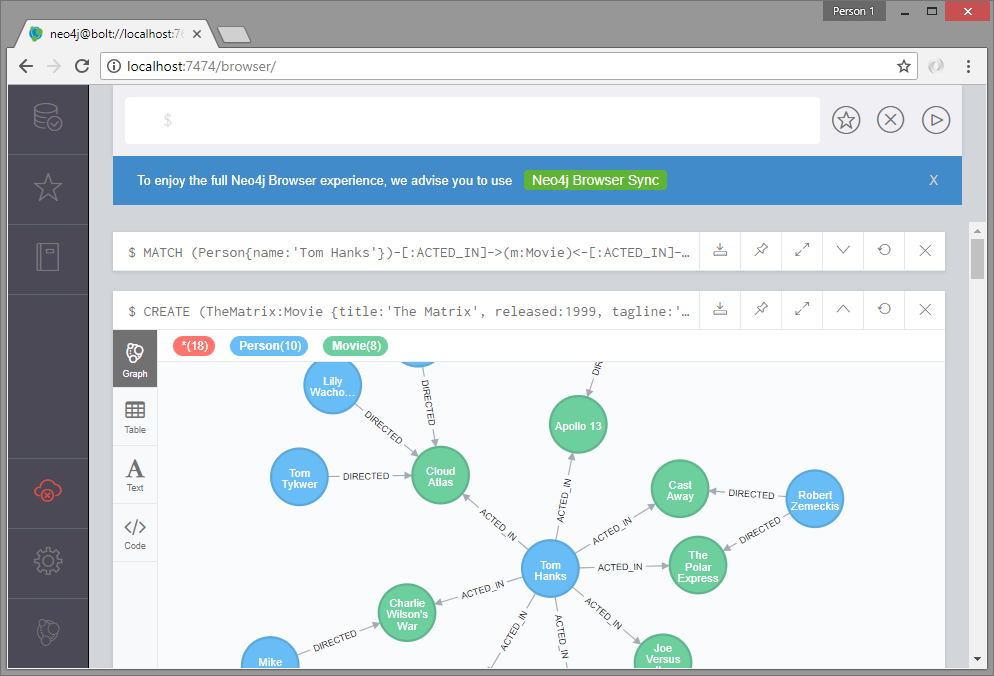 Person 1
neo4j@bolt://localhost:76
localhost:7474/browser/
$
To enjoy the full Neo4j Browser experience, we advise you to use Neo4j Browser Sync X
$ MATCH (Person{name:'Tom Hanks'})-[:ACTED_IN]->(m:Movie)<-[:ACTED_IN]-…
$ CREATE (TheMatrix:Movie {title:'The Matrix', released:1999, tagline:'…
*(18) Person(10) Movie(8)
Graph
Table
Text
Code
DIRECTED
Lilly
Wacho…
DIRECTED
DIRECTED
Apollo 13
Tom
Tykwer
DIRECTED
Cloud
Atlas
ACTED_IN
ACTED_IN
Cast
Away
DIRECTED
Robert
Zemeckis
ACTED_IN
DIRECTED
Tom
Hanks
ACTED_IN
The
Polar
Express
ACTED_IN
Charlie
Wilson's
War
DIRECTED
Mike
ACTED_IN
ACTED_IN
ACTED_IN
Joe
Versus